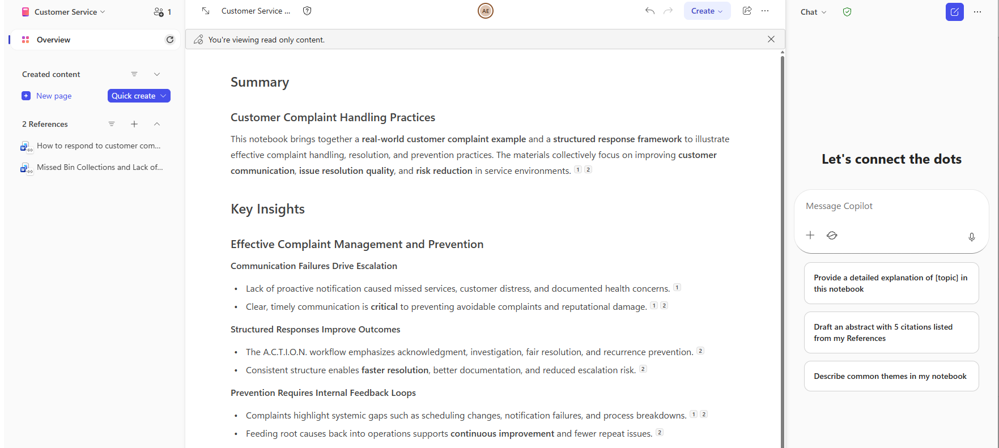 Customer Service
1
Overview
Created content
New page
Quick create
2 References
How to respond to customer com...
Missed Bin Collections and Lack of...
Customer Service ...
AE
Create
You're viewing read only content.
Summary
Customer Complaint Handling Practices
This notebook brings together a real-world customer complaint example and a structured response framework to illustrate
effective complaint handling, resolution, and prevention practices. The materials collectively focus on improving customer
communication, issue resolution quality, and risk reduction in service environments. 1 2
Key Insights
Effective Complaint Management and Prevention
Communication Failures Drive Escalation
• Lack of proactive notification caused missed services, customer distress, and documented health concerns. 1
• Clear, timely communication is critical to preventing avoidable complaints and reputational damage. 1 2
Structured Responses Improve Outcomes
• The A.C.T.I.O.N. workflow emphasizes acknowledgment, investigation, fair resolution, and recurrence prevention. 2
• Consistent structure enables faster resolution, better documentation, and reduced escalation risk. 2
Prevention Requires Internal Feedback Loops
• Complaints highlight systemic gaps such as scheduling changes, notification failures, and process breakdowns. 1 2
• Feeding root causes back into operations supports continuous improvement and fewer repeat issues. 2
Chat
Let's connect the dots
Message Copilot
Provide a detailed explanation of [topic] in
this notebook
Draft an abstract with 5 citations listed
from my References
Describe common themes in my notebook